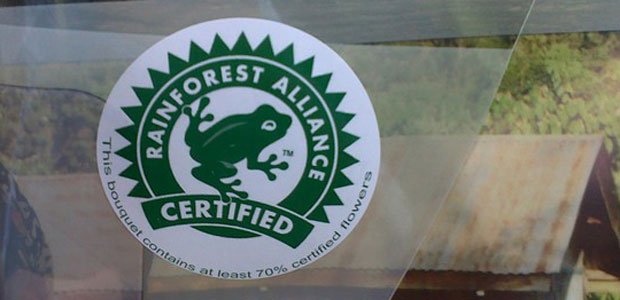 RAINFOREST ALLIANCE
TM
CERTIFIED
This bouquet contains at least 70% certified flowers